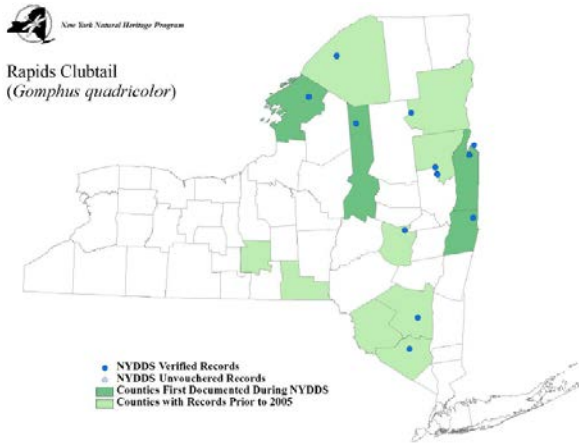 New York Natural Heritage Program
Rapids Clubtail
(Gomphus quadricolor)
NYDDS Verified Records
NYDDS Unvouchered Records
Counties First Documented During NYDDS
Counties with Records Prior to 2005